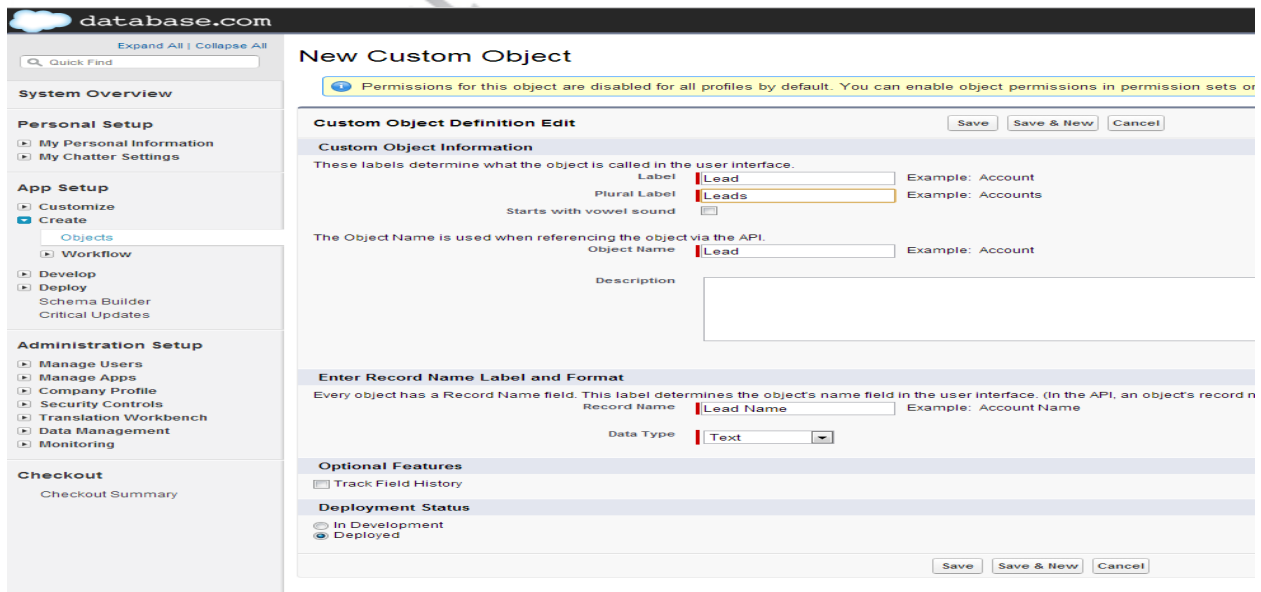 database.com
Expand All | Collapse All
Quick Find
System Overview
Personal Setup
My Personal Information
My Chatter Settings
App Setup
Customize
Create
Objects
Workflow
Develop
Deploy
Schema Builder
Critical Updates
Administration Setup
Manage Users
Manage Apps
Company Profile
Security Controls
Translation Workbench
Data Management
Monitoring
Checkout
Checkout Summary
New Custom Object
Permissions for this object are disabled for all profiles by default. You can enable object permissions in permission sets or
Custom Object Definition Edit Save Save & New Cancel
Custom Object Information
These labels determine what the object is called in the user interface.
Label Lead Example: Account
Plural Label Leads Example: Accounts
Starts with vowel sound
The Object Name is used when referencing the object via the API.
Object Name Lead Example: Account
Description
Enter Record Name Label and Format
Every object has a Record Name field. This label determines the object's name field in the user interface. (In the API, an object's record n
Record Name Lead Name Example: Account Name
Data Type Text
Optional Features
Track Field History
Deployment Status
In Development
Deployed
Save Save & New Cancel